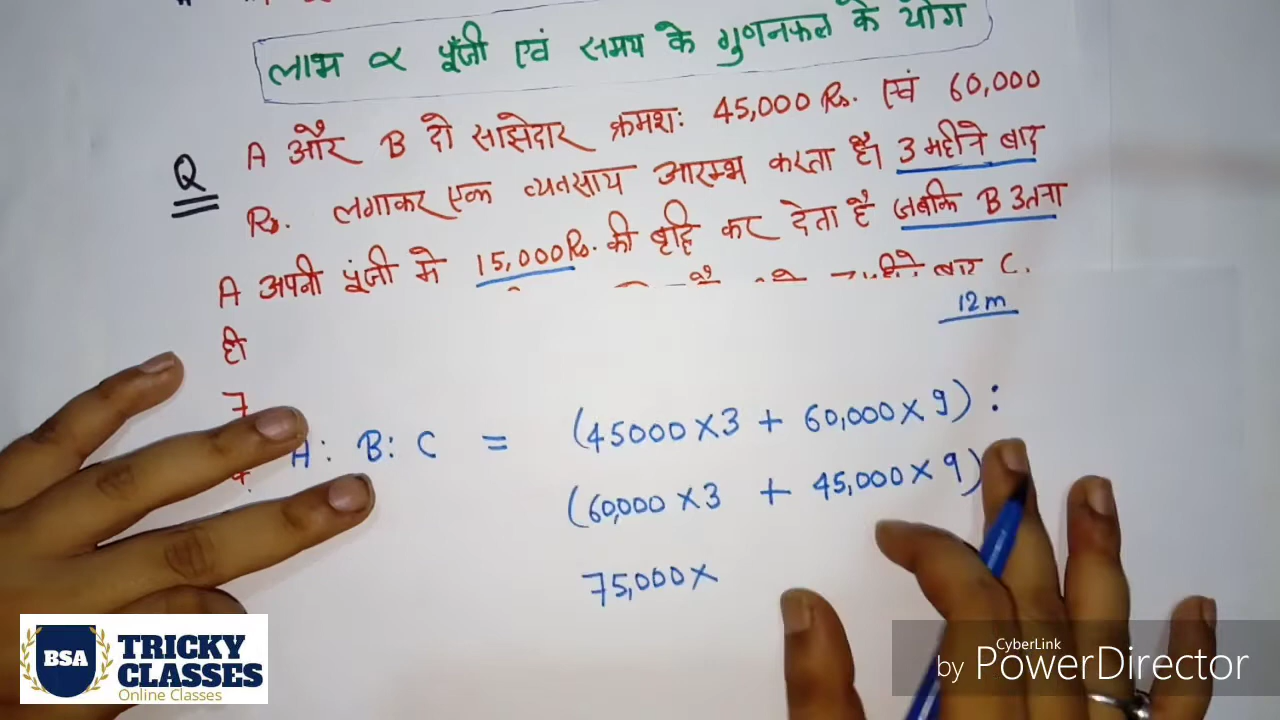 लाभ ∝ पूँजी एवं समय के गुणनफल के योग
Q A और B दो साझेदार क्रमशः 45,000 Rs. एवं 60,000
Rs. लगाकर एक व्यवसाय आरम्भ करता है। 3 महीने बाद
A अपनी पूंजी मे 15,000 Rs. की वृद्धि कर देता है जबकि B उतना
ही बाद C.
12 m
7
A : B : C = (45000 × 3 + 60,000 × 9) :
(60,000 × 3 + 45,000 × 9)
75,000 ×
BSA TRICKY
CLASSES
Online Classes
CyberLink
by PowerDirector